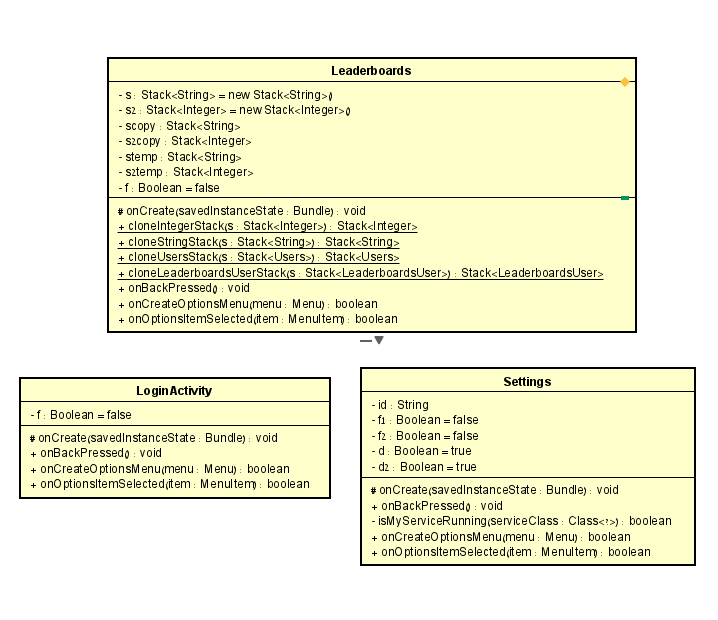 Leaderboards
- s : Stack<String> = new Stack<String>()
- s2 : Stack<Integer> = new Stack<Integer>()
- scopy : Stack<String>
- s2copy : Stack<Integer>
- stemp : Stack<String>
- s2temp : Stack<Integer>
- f : Boolean = false
# onCreate(savedInstanceState : Bundle) : void
+ cloneIntegerStack(s : Stack<Integer>) : Stack<Integer>
+ cloneStringStack(s : Stack<String>) : Stack<String>
+ cloneUsersStack(s : Stack<Users>) : Stack<Users>
+ cloneLeaderboardsUserStack(s : Stack<LeaderboardsUser>) : Stack<LeaderboardsUser>
+ onBackPressed() : void
+ onCreateOptionsMenu(menu : Menu) : boolean
+ onOptionsItemSelected(item : MenuItem) : boolean
LoginActivity
- f : Boolean = false
# onCreate(savedInstanceState : Bundle) : void
+ onBackPressed() : void
+ onCreateOptionsMenu(menu : Menu) : boolean
+ onOptionsItemSelected(item : MenuItem) : boolean
Settings
- id : String
- f1 : Boolean = false
- f2 : Boolean = false
- d : Boolean = true
- d2 : Boolean = true
# onCreate(savedInstanceState : Bundle) : void
+ onBackPressed() : void
- isMyServiceRunning(serviceClass : Class<?>) : boolean
+ onCreateOptionsMenu(menu : Menu) : boolean
+ onOptionsItemSelected(item : MenuItem) : boolean